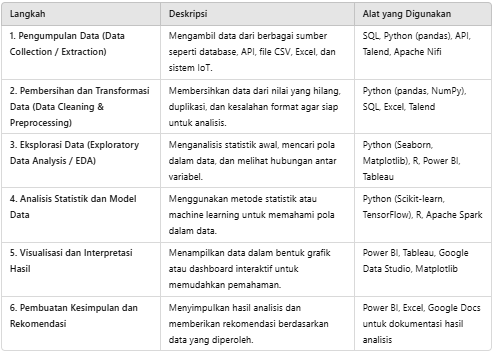 Langkah
Deskripsi
Alat yang Digunakan
1. Pengumpulan Data (Data
Collection / Extraction)
Mengambil data dari berbagai sumber
seperti database, API, file CSV, Excel, dan
sistem IoT.
SQL, Python (pandas), API,
Talend, Apache Nifi
2. Pembersihan dan Transformasi
Data (Data Cleaning &
Preprocessing)
Membersihkan data dari nilai yang hilang,
duplikasi, dan kesalahan format agar siap
untuk analisis.
Python (pandas, NumPy),
SQL, Excel, Talend
3. Eksplorasi Data (Exploratory
Data Analysis / EDA)
Menganalisis statistik awal, mencari pola
dalam data, dan melihat hubungan antar
variabel.
Python (Seaborn,
Matplotlib), R, Power BI,
Tableau
4. Analisis Statistik dan Model
Data
Menggunakan metode statistik atau
machine learning untuk memahami pola
dalam data.
Python (Scikit-learn,
TensorFlow), R, Apache Spark
5. Visualisasi dan Interpretasi
Hasil
Menampilkan data dalam bentuk grafik
atau dashboard interaktif untuk
memudahkan pemahaman.
Power BI, Tableau, Google
Data Studio, Matplotlib
6. Pembuatan Kesimpulan dan
Rekomendasi
Menyimpulkan hasil analisis dan
memberikan rekomendasi berdasarkan
data yang diperoleh.
Power BI, Excel, Google Docs
untuk dokumentasi hasil
analisis